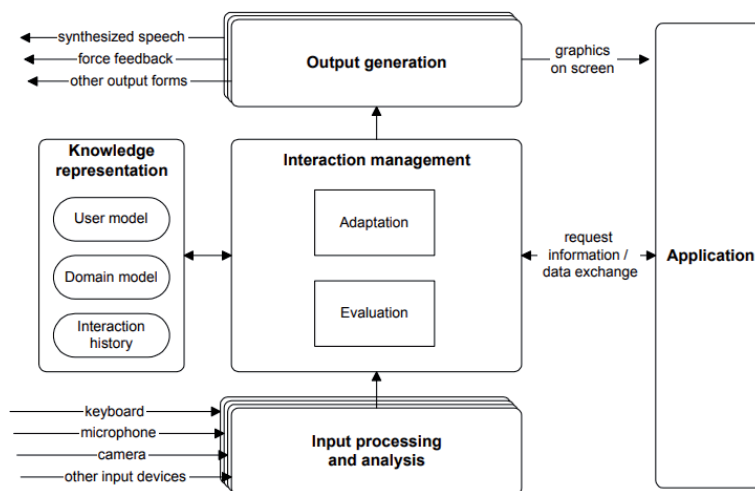 synthesized speech
force feedback
other output forms
Output generation
graphics
on screen
Knowledge
representation
User model
Domain model
Interaction
history
Interaction management
Adaptation
Evaluation
request
information /
data exchange
Application
keyboard
microphone
camera
other input devices
Input processing
and analysis